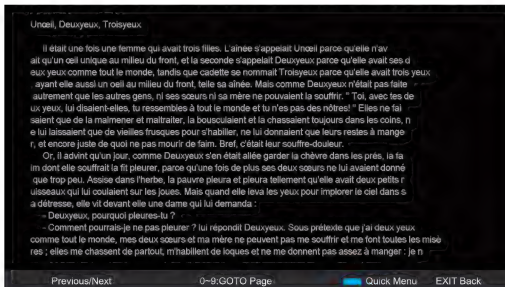 Unœil, Deuxyeux, Troisyeux
Il était une fois une femme qui avait trois filles. L'aînée s'appelait Unœil parce qu'elle n'av
ait qu'un œil unique au milieu du front, et la seconde s'appelait Deuxyeux parce qu'elle avait ses d
eux yeux comme tout le monde, tandis que cadette se nommait Troisyeux parce qu'elle avait trois yeux
, ayant elle aussi un oeil au milieu du front, telle sa aînée. Mais comme Deuxyeux n'était pas faite
autrement que les autres gens, ni ses sœurs ni sa mère ne pouvaient la souffrir. " Toi, avec tes de
ux yeux, lui disaient-elles, tu ressembles à tout le monde et tu n'es pas des nôtres! " Elles ne fai
saient que de la malmener et maltraiter, la bousculaient et la chassaient toujours dans les coins, n
e lui laissaient que de vieilles frusques pour s'habiller, ne lui donnaient que leurs restes à mange
r, et encore juste de quoi ne pas mourir de faim. Bref, c'était leur souffre-douleur.
Or, il advint qu'un jour, comme Deuxyeux s'en était allée garder la chèvre dans les prés, la fa
im dont elle souffrait la fit pleurer, parce qu'une fois de plus ses deux sœurs ne lui avaient donné
que trop peu. Assise dans l'herbe, la pauvre pleura et pleura tellement qu'elle avait deux petits r
uisseaux qui lui coulaient sur les joues. Mais quand elle leva les yeux pour implorer le ciel dans s
a détresse, elle vit devant elle une dame qui lui demanda :
- Deuxyeux, pourquoi pleures-tu ?
- Comment pourrais-je ne pas pleurer ? lui répondit Deuxyeux. Sous prétexte que j'ai deux yeux
comme tout le monde, mes deux sœurs et ma mère ne peuvent pas me souffrir et me font toutes les misè
res ; elles me chassent de partout, m'habillent de loques et ne me donnent pas assez à manger : je n
Previous/Next 0~9:GOTO Page Quick Menu EXIT Back